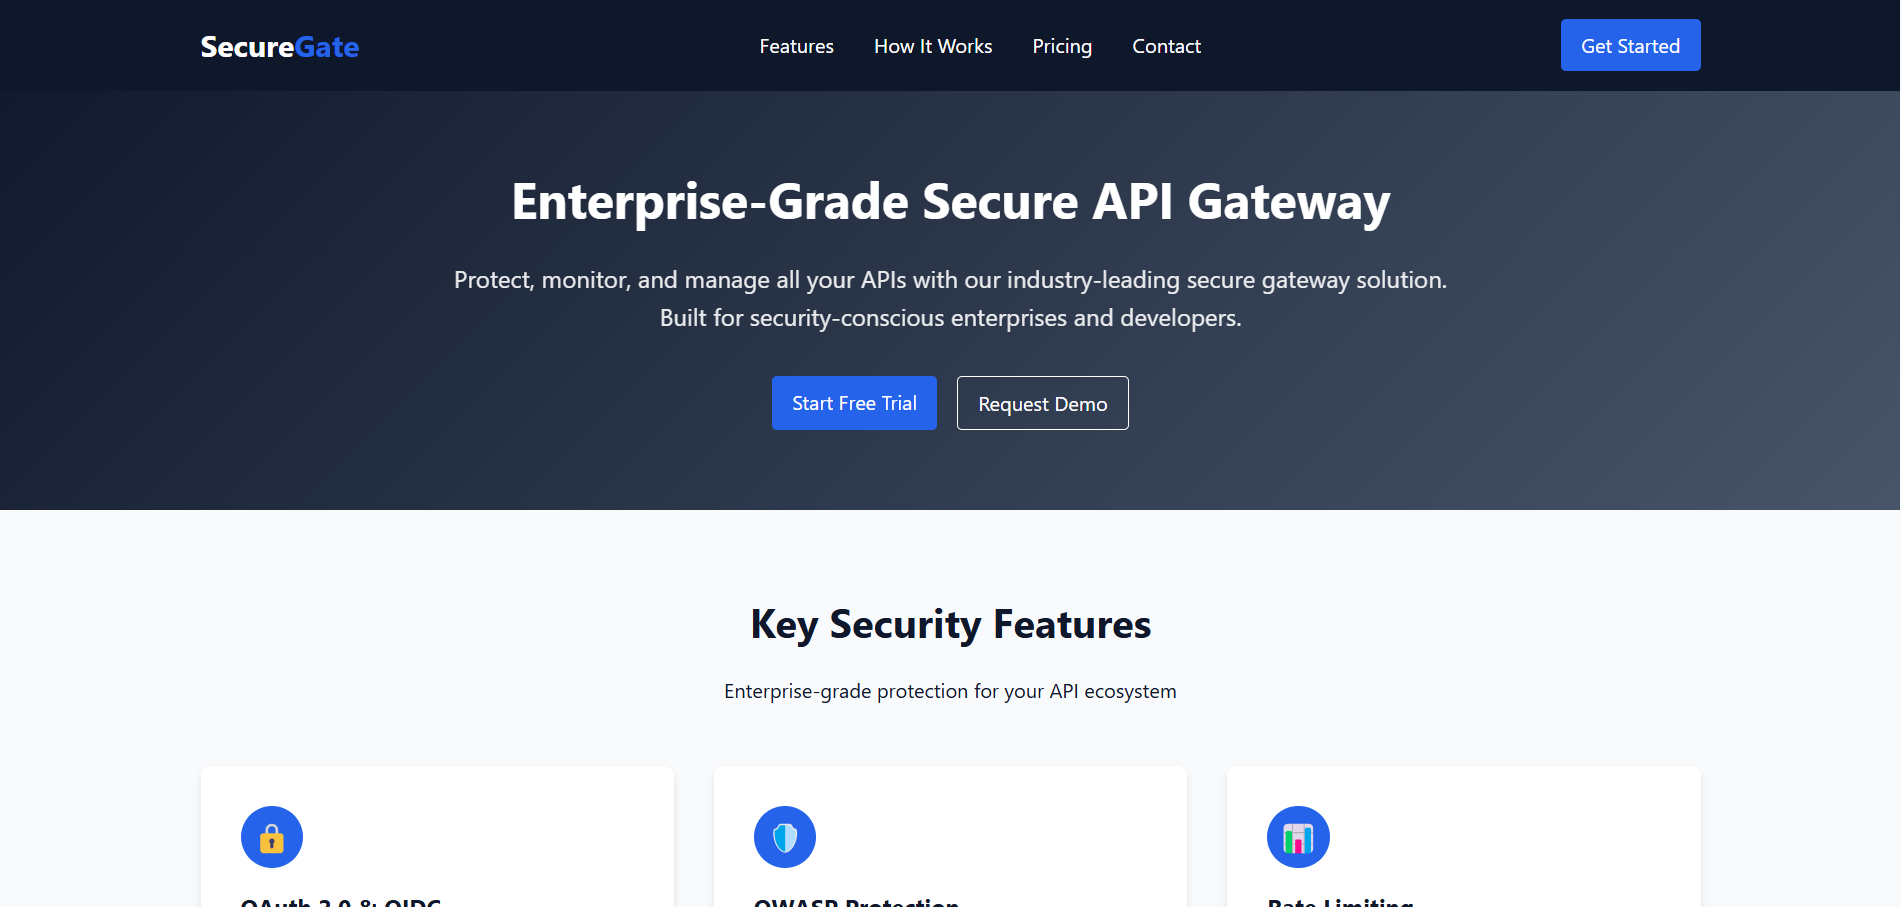 SecureGate
Features
How It Works
Pricing
Contact
Get Started
Enterprise-Grade Secure API Gateway
Protect, monitor, and manage all your APIs with our industry-leading secure gateway solution.
Built for security-conscious enterprises and developers.
Start Free Trial
Request Demo
Key Security Features
Enterprise-grade protection for your API ecosystem
OAuth 2.0 & OIDC
OWASP Protection
Rate Limiting